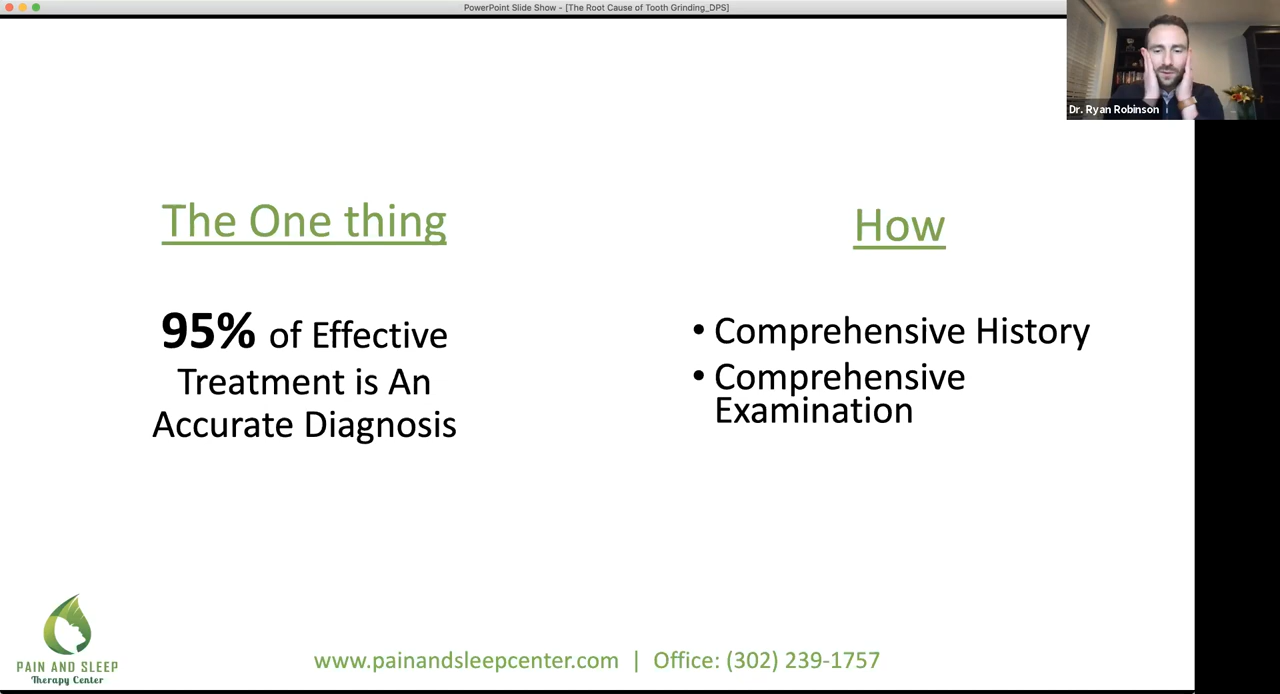 PowerPoint Slide Show - [The Root Cause of Tooth Grinding_DPS]
Dr. Ryan Robinson
The One thing
95% of Effective
Treatment is An
Accurate Diagnosis
How
• Comprehensive History
• Comprehensive
Examination
PAIN AND SLEEP
Therapy Center
www.painandsleepcenter.com | Office: (302) 239-1757